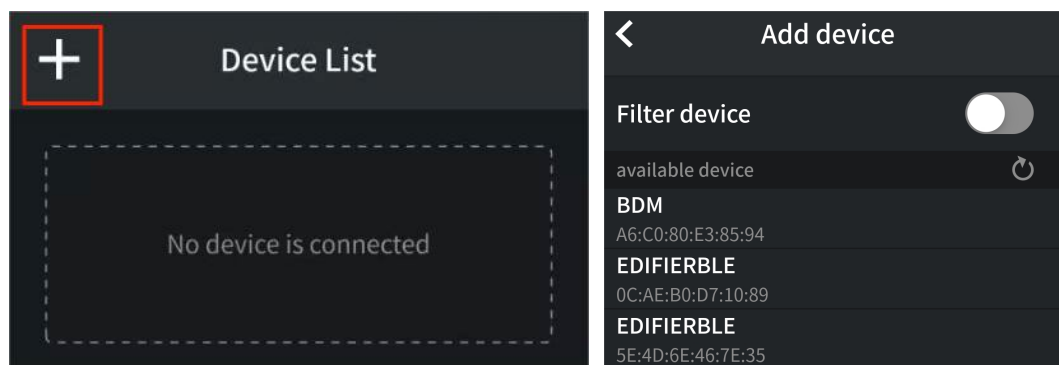 Device List
No device is connected
Add device
Filter device
available device
BDM
A6:C0:80:E3:85:94
EDIFIERBLE
0C:AE:B0:D7:10:89
EDIFIERBLE
5E:4D:6E:46:7E:35